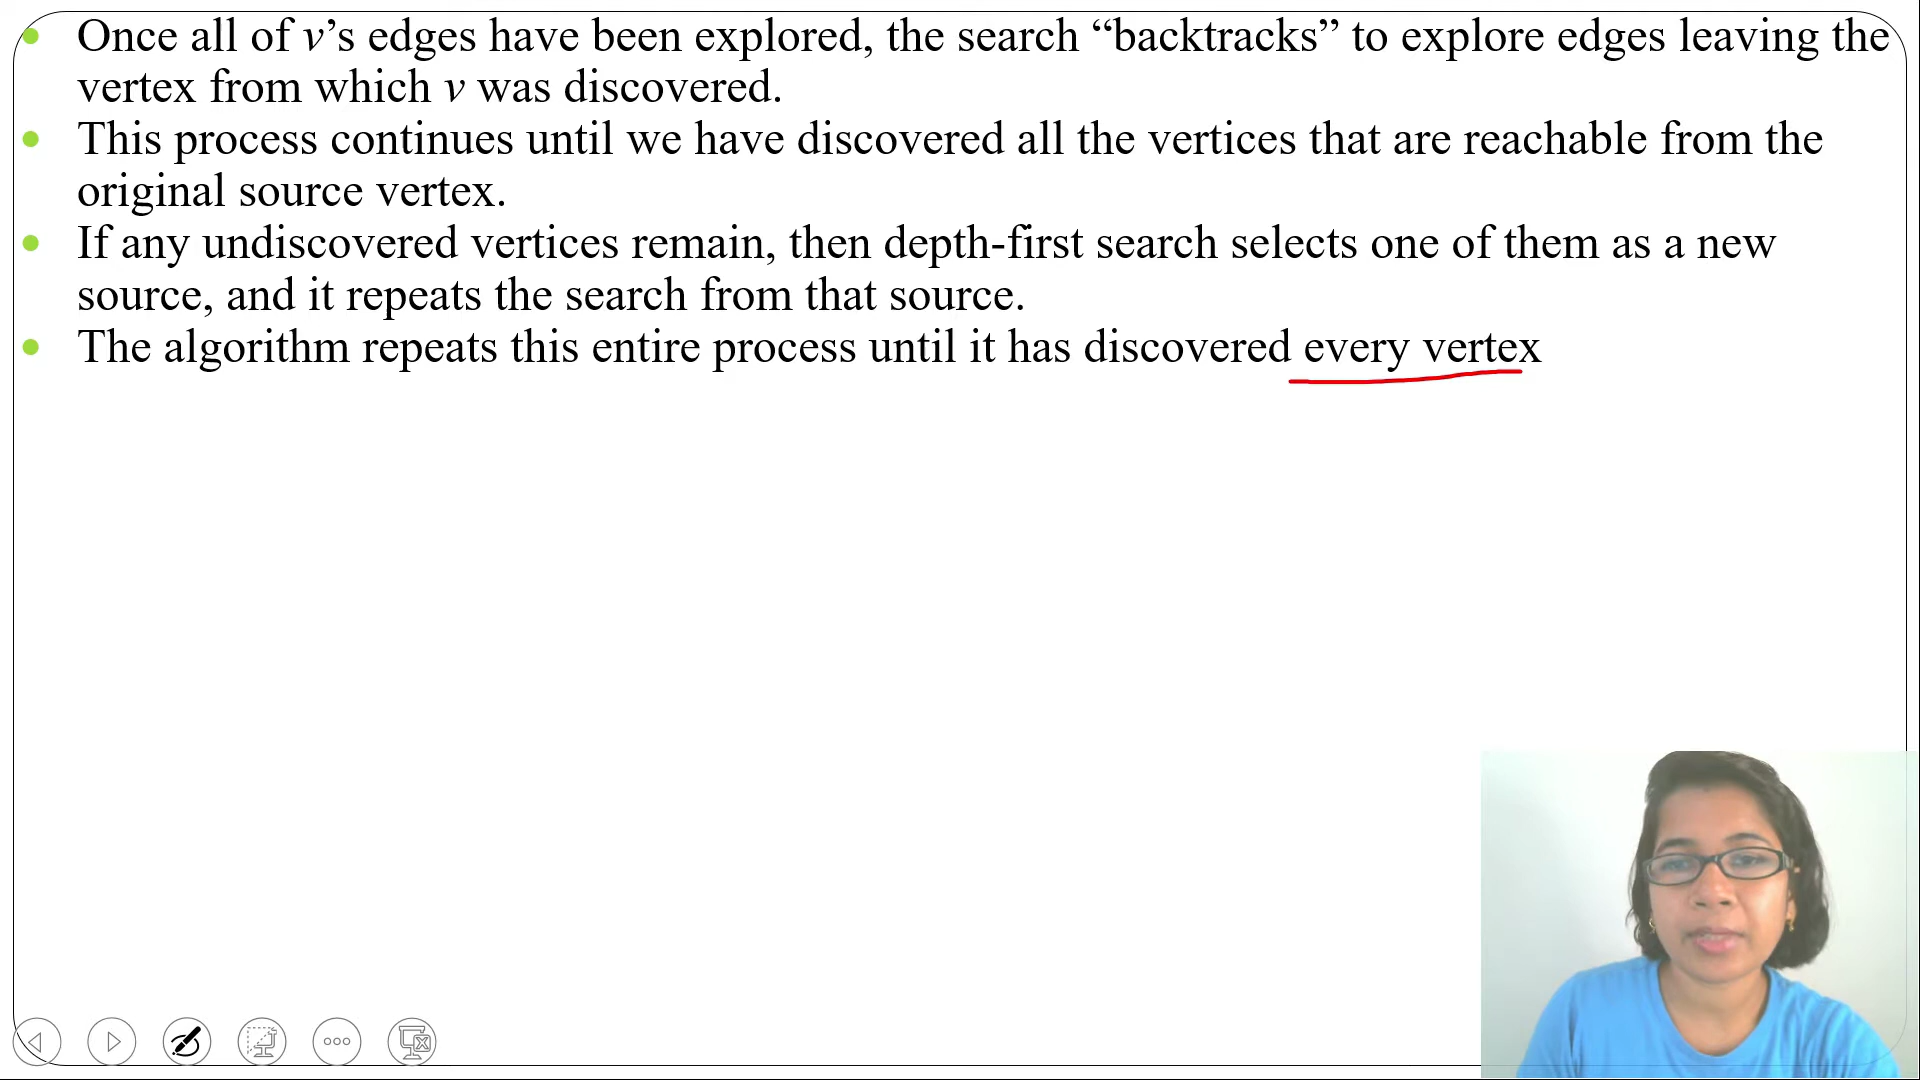 Once all of v’s edges have been explored, the search “backtracks” to explore edges leaving the
vertex from which v was discovered.
This process continues until we have discovered all the vertices that are reachable from the
original source vertex.
If any undiscovered vertices remain, then depth-first search selects one of them as a new
source, and it repeats the search from that source.
The algorithm repeats this entire process until it has discovered every vertex